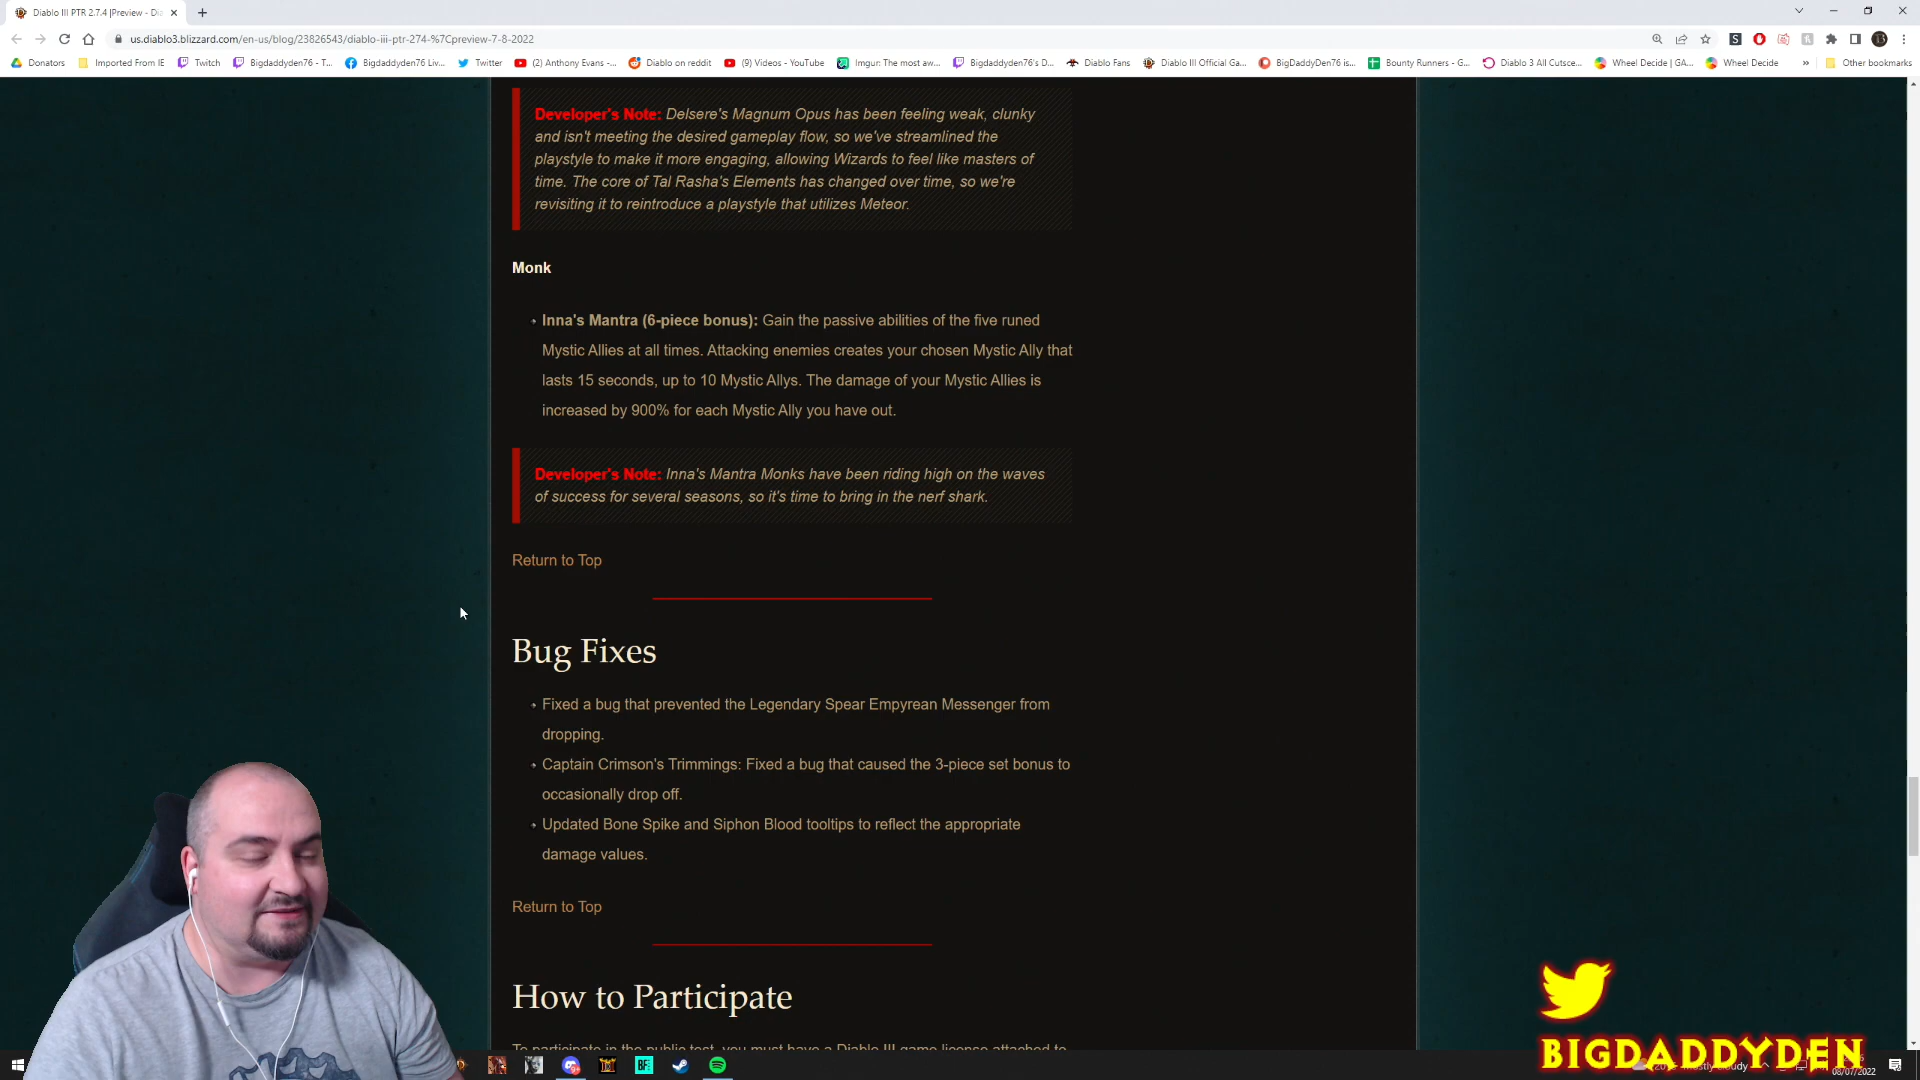 Diablo III PTR 2.7.4 |Preview - Dia
us.diablo3.blizzard.com/en-us/blog/23826543/diablo-iii-ptr-274-%7Cpreview-7-8-2022
Donators Imported From IE Twitch Bigdaddyden76 - T... Bigdaddyden76 Liv... Twitter (2) Anthony Evans -... Diablo on reddit (9) Videos - YouTube Imgur: The most aw... Bigdaddyden76's D... Diablo Fans Diablo III Official Ga... BigDaddyDen76 is... Bounty Runners - G... Diablo 3 All Cutsce... Wheel Decide | GA... Wheel Decide » Other bookmarks
Developer's Note: Delsere's Magnum Opus has been feeling weak, clunky
and isn't meeting the desired gameplay flow, so we've streamlined the
playstyle to make it more engaging, allowing Wizards to feel like masters of
time. The core of Tal Rasha's Elements has changed over time, so we're
revisiting it to reintroduce a playstyle that utilizes Meteor.
Monk
Inna's Mantra (6-piece bonus): Gain the passive abilities of the five runed
Mystic Allies at all times. Attacking enemies creates your chosen Mystic Ally that
lasts 15 seconds, up to 10 Mystic Allys. The damage of your Mystic Allies is
increased by 900% for each Mystic Ally you have out.
Developer's Note: Inna's Mantra Monks have been riding high on the waves
of success for several seasons, so it's time to bring in the nerf shark.
Return to Top
Bug Fixes
Fixed a bug that prevented the Legendary Spear Empyrean Messenger from
dropping.
Captain Crimson's Trimmings: Fixed a bug that caused the 3-piece set bonus to
occasionally drop off.
Updated Bone Spike and Siphon Blood tooltips to reflect the appropriate
damage values.
Return to Top
How to Participate
To participate in the public test, you must have a Diablo III game license attached to
BIGDADDYDEN
08/07/2022